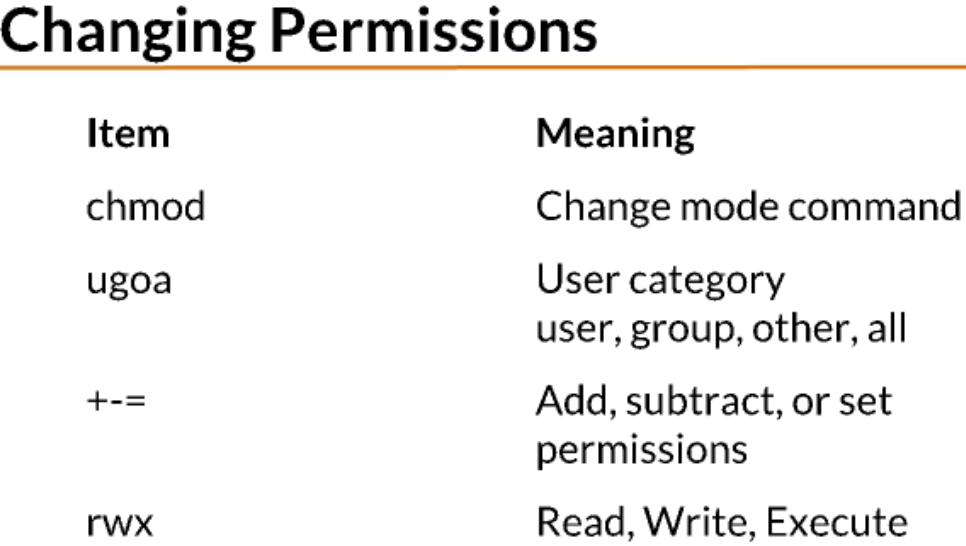 Changing Permissions
Item Meaning
chmod Change mode command
ugoa User category
user, group, other, all
+-= Add, subtract, or set
permissions
rwx Read, Write, Execute